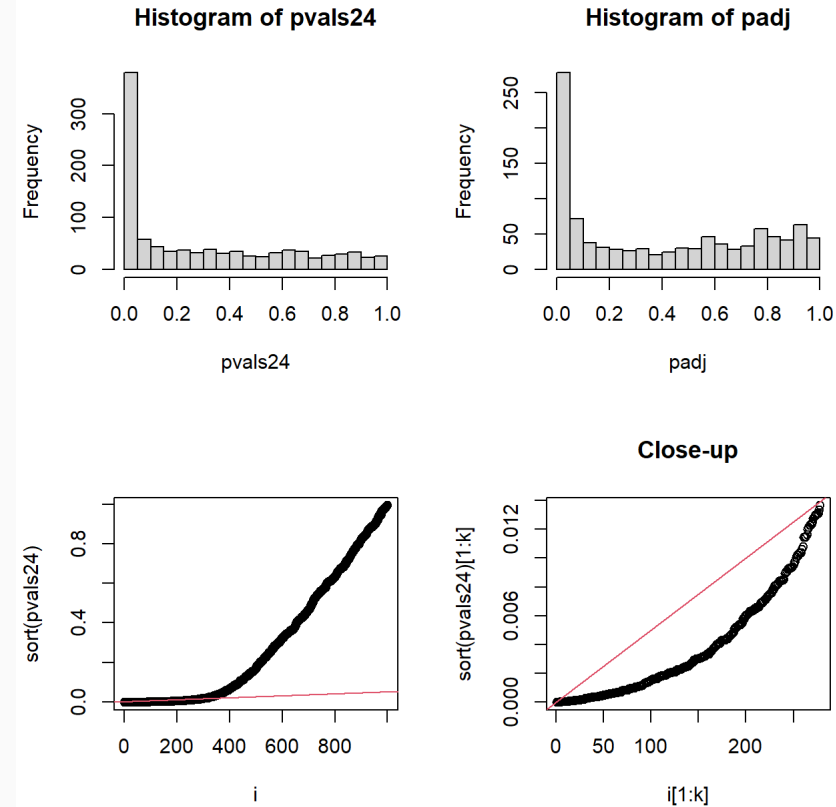 Histogram of pvals24
Frequency
0 100 200 300
0.0 0.2 0.4 0.6 0.8 1.0
pvals24
Histogram of padj
Frequency
0 50 150 250
0.0 0.2 0.4 0.6 0.8 1.0
padj
sort(pvals24)
0.0 0.4 0.8
0 200 400 600 800
i
Close-up
sort(pvals24)[1:k]
0.000 0.006 0.012
0 50 100 200
i[1:k]